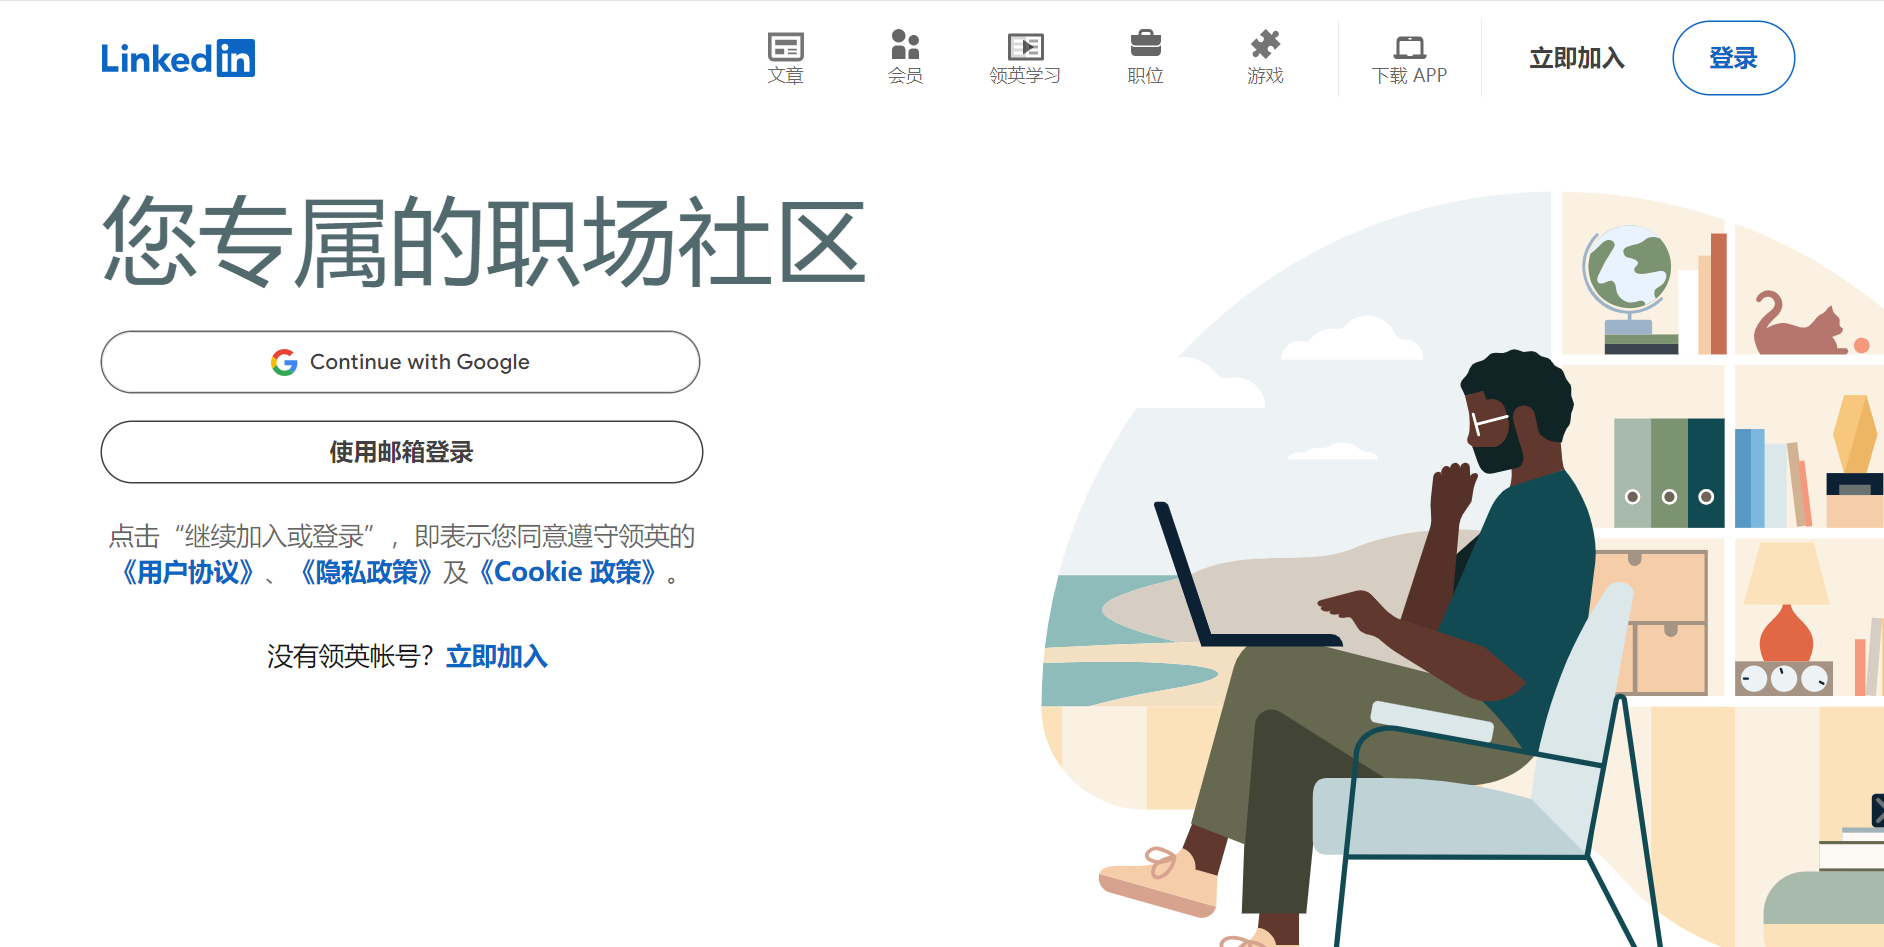 Linked in
文章
会员
领英学习
职位
游戏
下载 APP
立即加入
登录
您专属的职场社区
Continue with Google
使用邮箱登录
点击“继续加入或登录”，即表示您同意遵守领英的
《用户协议》、《隐私政策》及《Cookie 政策》。
没有领英帐号？立即加入